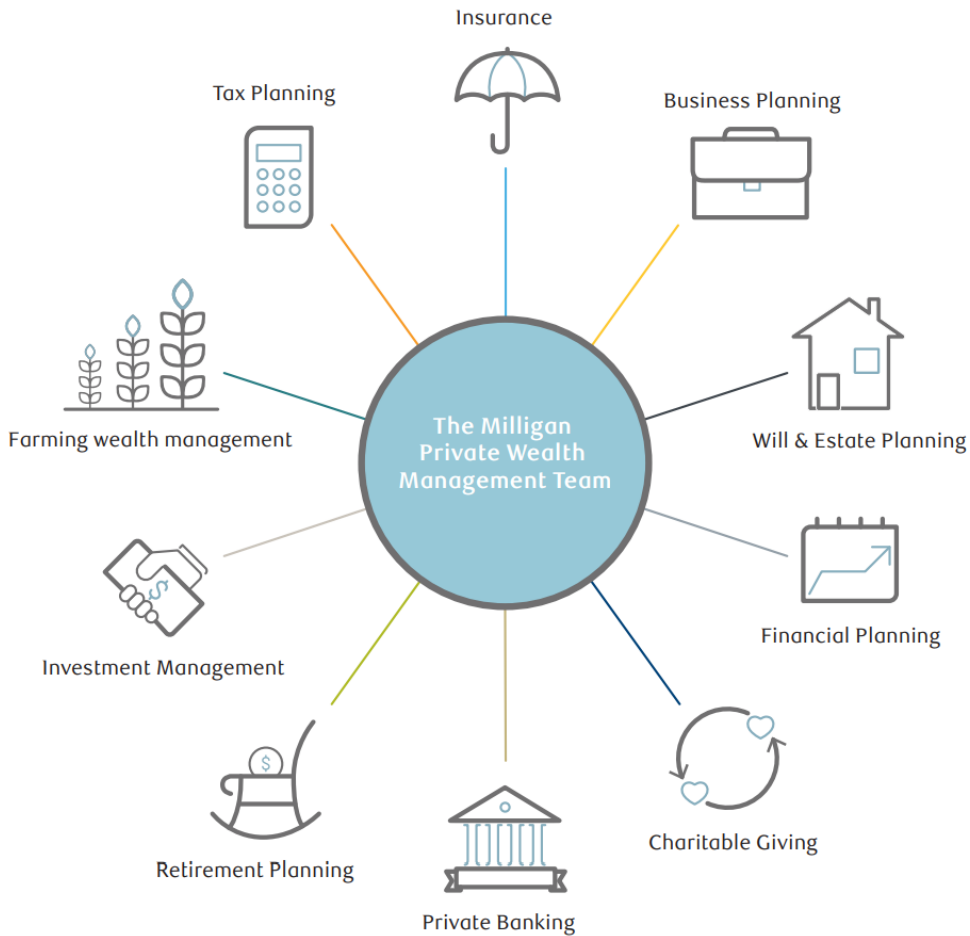 Insurance
Tax Planning
Business Planning
The Milligan
Private Wealth
Management Team
Farming wealth management
Will & Estate Planning
$
Investment Management
Financial Planning
$
Retirement Planning
Charitable Giving
Private Banking